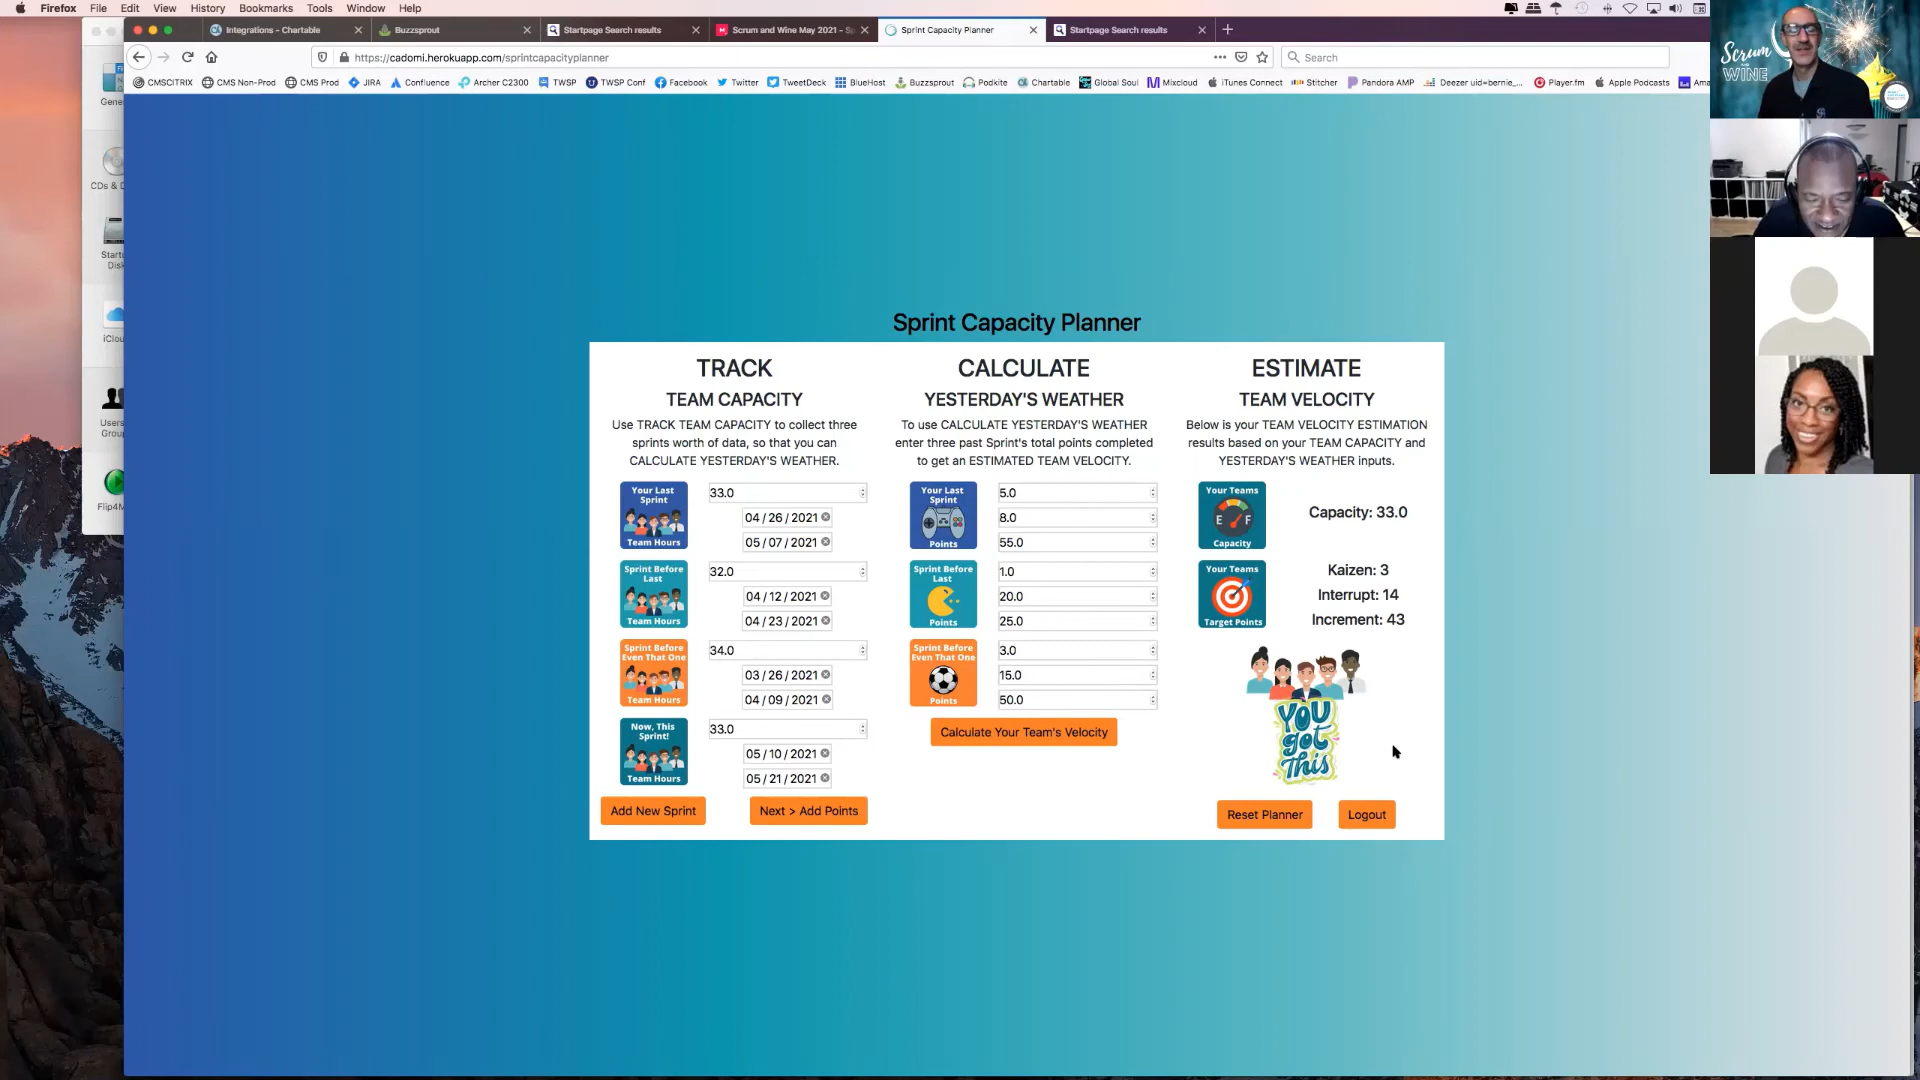 Firefox File Edit View History Bookmarks Tools Window Help
Integrations - Chartable
Buzzsprout
Startpage Search results
Scrum and Wine May 2021 - S
Sprint Capacity Planner
Startpage Search results
https://cadomi.herokuapp.com/sprintcapacityplanner
Search
CMSCITRIX CMS Non-Prod CMS Prod JIRA Confluence Archer C2300 TWSP TWSP Conf Facebook Twitter TweetDeck BlueHost Buzzsprout Podkite Chartable Global Soul Mixcloud iTunes Connect Stitcher Pandora AMP Deezer uid=bernie_... Player.fm Apple Podcasts Ama
Gene
CDs & D
Startu
Disk
iClou
Users
Group
Flip4M
Scrum
WINE
Sprint Capacity Planner
TRACK
TEAM CAPACITY
Use TRACK TEAM CAPACITY to collect three
sprints worth of data, so that you can
CALCULATE YESTERDAY'S WEATHER.
Your Last
Sprint
Team Hours
33.0
04 / 26 / 2021
05 / 07 / 2021
Sprint Before
Last
Team Hours
32.0
04 / 12 / 2021
04 / 23 / 2021
Sprint Before
Even That One
Team Hours
34.0
03 / 26 / 2021
04 / 09 / 2021
Now, This
Sprint!
Team Hours
33.0
05 / 10 / 2021
05 / 21 / 2021
Add New Sprint
Next > Add Points
CALCULATE
YESTERDAY'S WEATHER
To use CALCULATE YESTERDAY'S WEATHER
enter three past Sprint's total points completed
to get an ESTIMATED TEAM VELOCITY.
Your Last
Sprint
Points
5.0
8.0
55.0
Sprint Before
Last
Points
1.0
20.0
25.0
Sprint Before
Even That One
Points
3.0
15.0
50.0
Calculate Your Team's Velocity
ESTIMATE
TEAM VELOCITY
Below is your TEAM VELOCITY ESTIMATION
results based on your TEAM CAPACITY and
YESTERDAY'S WEATHER inputs.
Your Teams
E F
Capacity
Capacity: 33.0
Your Teams
Target Points
Kaizen: 3
Interrupt: 14
Increment: 43
YOU
got
This
Reset Planner
Logout